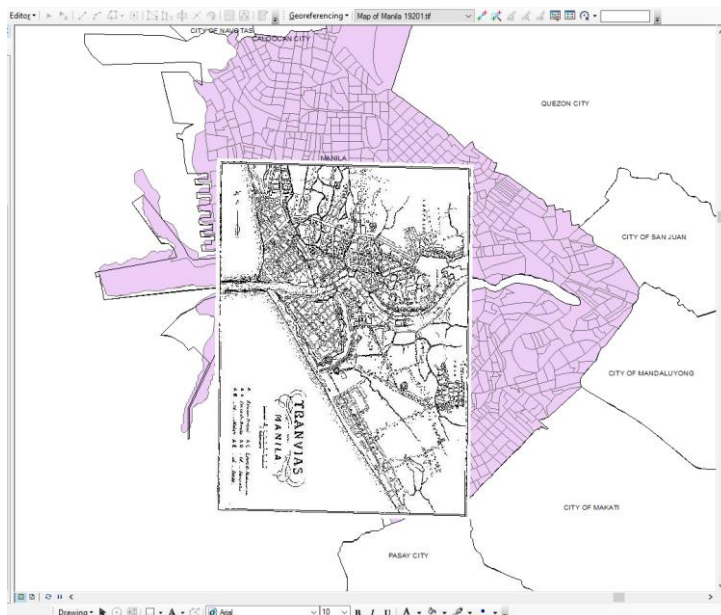 Editor Georeferencing Map of Manila 19201.tif
CITY OF NAVOTAS
CALOOCAN CITY
QUEZON CITY
MANILA
CITY OF SAN JUAN
CITY OF MANDALUYONG
TRANVIAS
MANILA
CITY OF MAKATI
PASAY CITY
Drawing A Arial 10 B I U A